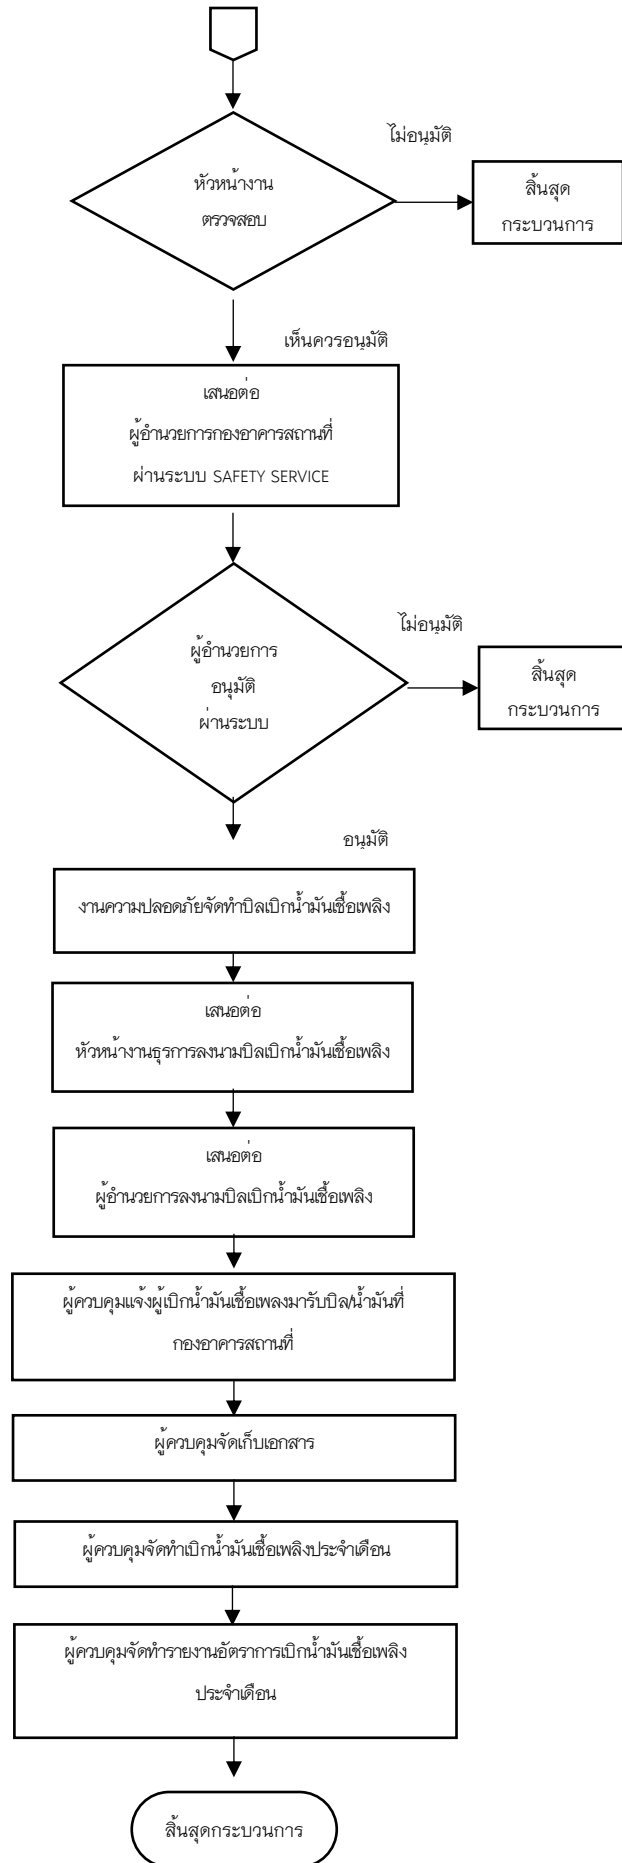 ไม่อนุมัติ
หัวหน้างาน
ตรวจสอบ
สิ้นสุด
กระบวนการ
เห็นควรอนุมัติ
เสนอต่อ
ผู้อำนวยการกองอาคารสถานที่
ผ่านระบบ SAFETY SERVICE
ไม่อนุมัติ
ผู้อำนวยการ
อนุมัติ
ผ่านระบบ
สิ้นสุด
กระบวนการ
อนุมัติ
งานความปลอดภัยจัดทำบิลเบิกน้ำมันเชื้อเพลิง
เสนอต่อ
หัวหน้างานธุรการลงนามบิลเบิกน้ำมันเชื้อเพลิง
เสนอต่อ
ผู้อำนวยการลงนามบิลเบิกน้ำมันเชื้อเพลิง
ผู้ควบคุมแจ้งผู้เบิกน้ำมันเชื้อเพลงมารับบิล/น้ำมันที่
กองอาคารสถานที่
ผู้ควบคุมจัดเก็บเอกสาร
ผู้ควบคุมจัดทำเบิกน้ำมันเชื้อเพลิงประจำเดือน
ผู้ควบคุมจัดทำรายงานอัตราการเบิกน้ำมันเชื้อเพลิง
ประจำเดือน
สิ้นสุดกระบวนการ